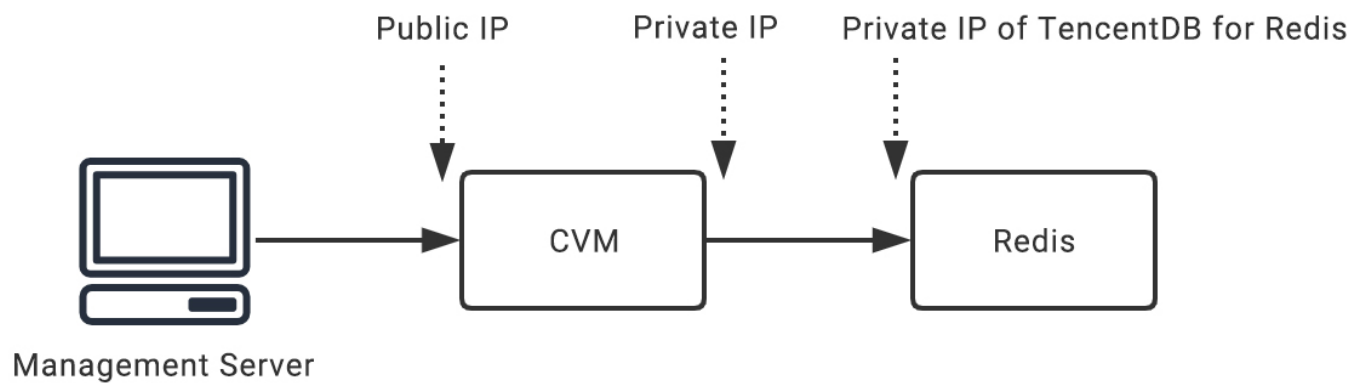 Public IP
Private IP
Private IP of TencentDB for Redis
CVM
Redis
Management Server